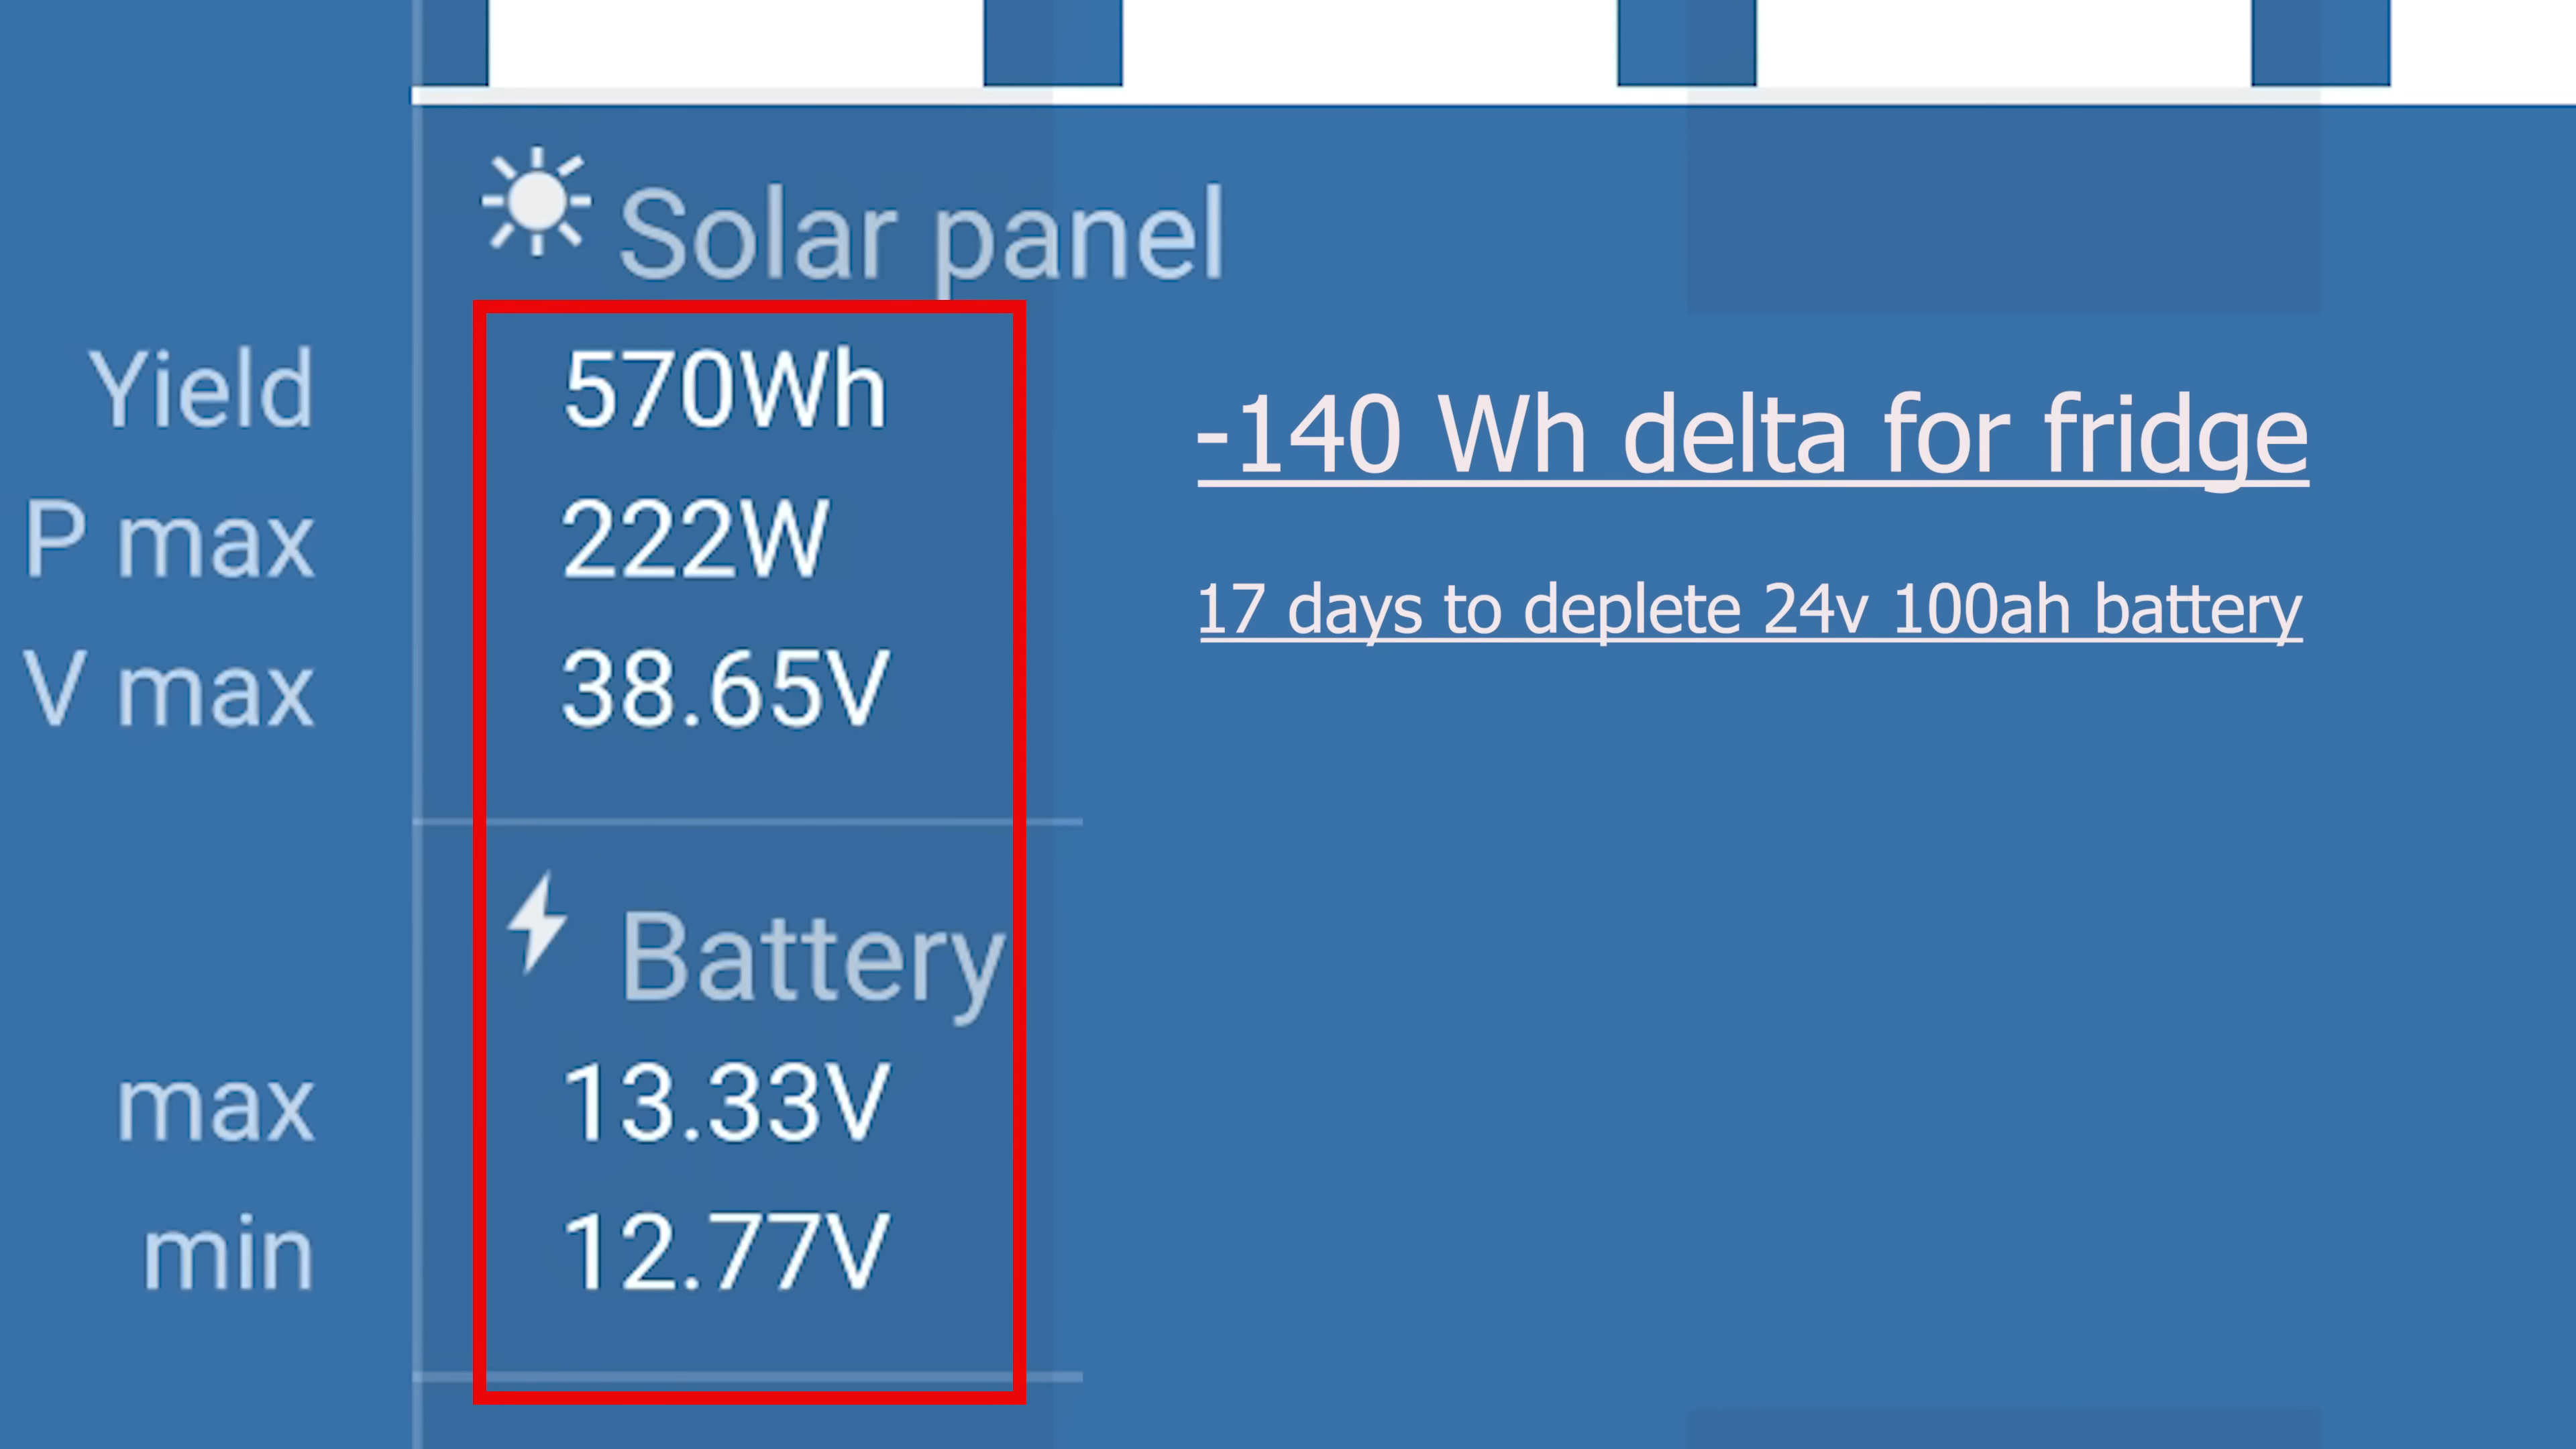 Solar panel
Yield 570Wh
-140 Wh delta for fridge
P max 222W
17 days to deplete 24v 100ah battery
V max 38.65V
Battery
max 13.33V
min 12.77V